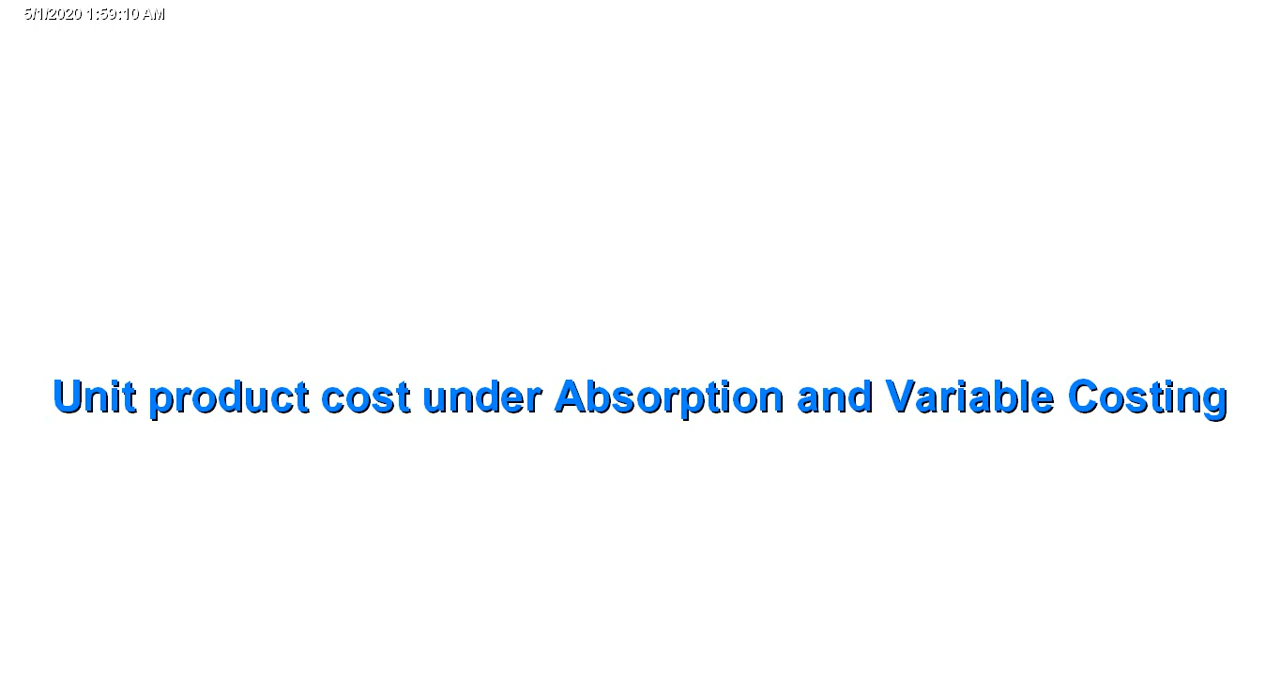 5/1/2020 1:59:10 AM
Unit product cost under Absorption and Variable Costing